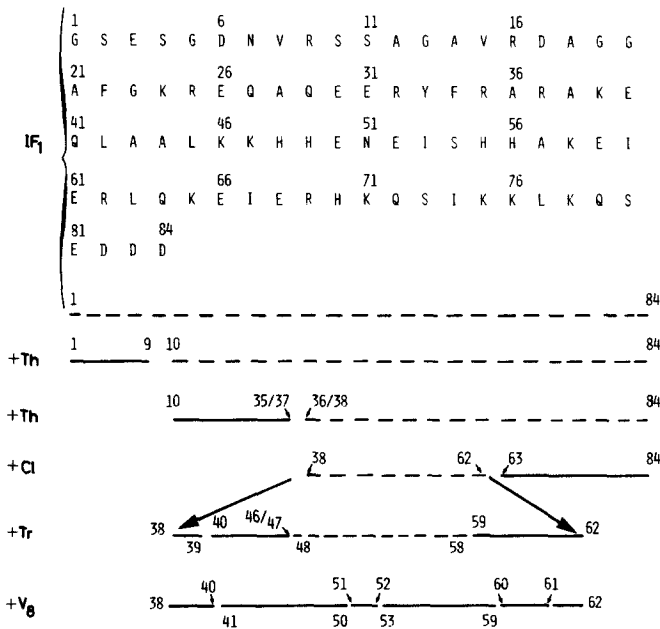 1 6 11 16
G S E S G D N V R S S A G A V R D A G G
21 26 31 36
A F G K R E Q A Q E E R Y F R A R A K E
41 46 51 56
IF1 Q L A A L K K H H E N E I S H H A K E I
61 66 71 76
E R L Q K E I E R H K Q S I K K L K Q S
81 84
E D D D
1 84
+Th 1 9 10 84
+Th 10 35/37 36/38 84
+Cl 38 62 63 84
+Tr 38 39 40 46/47 48 58 59 62
+V8 38 40 41 50 51 52 53 59 60 61 62